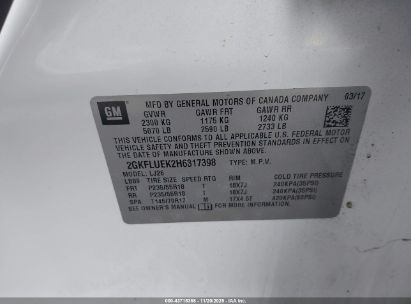 GM
MFD BY GENERAL MOTORS OF CANADA COMPANY 03/17
GVWR GAWR FRT GAWR RR
2300 KG 1175 KG 1240 KG
5070 LB 2590 LB 2733 LB
THIS VEHICLE CONFORMS TO ALL APPLICABLE U.S. FEDERAL MOTOR
VEHICLE SAFETY AND THEFT PREVENTION STANDARDS IN EFFECT
ON THE DATE OF MANUFACTURE SHOWN ABOVE.
2GKFLUEK2H6317398 TYPE: M.P.V.
MODEL: LJ26
TIRE SIZE SPEED RTG RIM COLD TIRE PRESSURE
FRT P235/55R18 T 18X7J 240KPA(35PSI)
RR P235/55R18 T 18X7J 240KPA(35PSI)
SPA T145/70R17 M 17X4.5T 420KPA(60PSI)
SEE OWNER'S MANUAL FOR MORE INFORMATION.